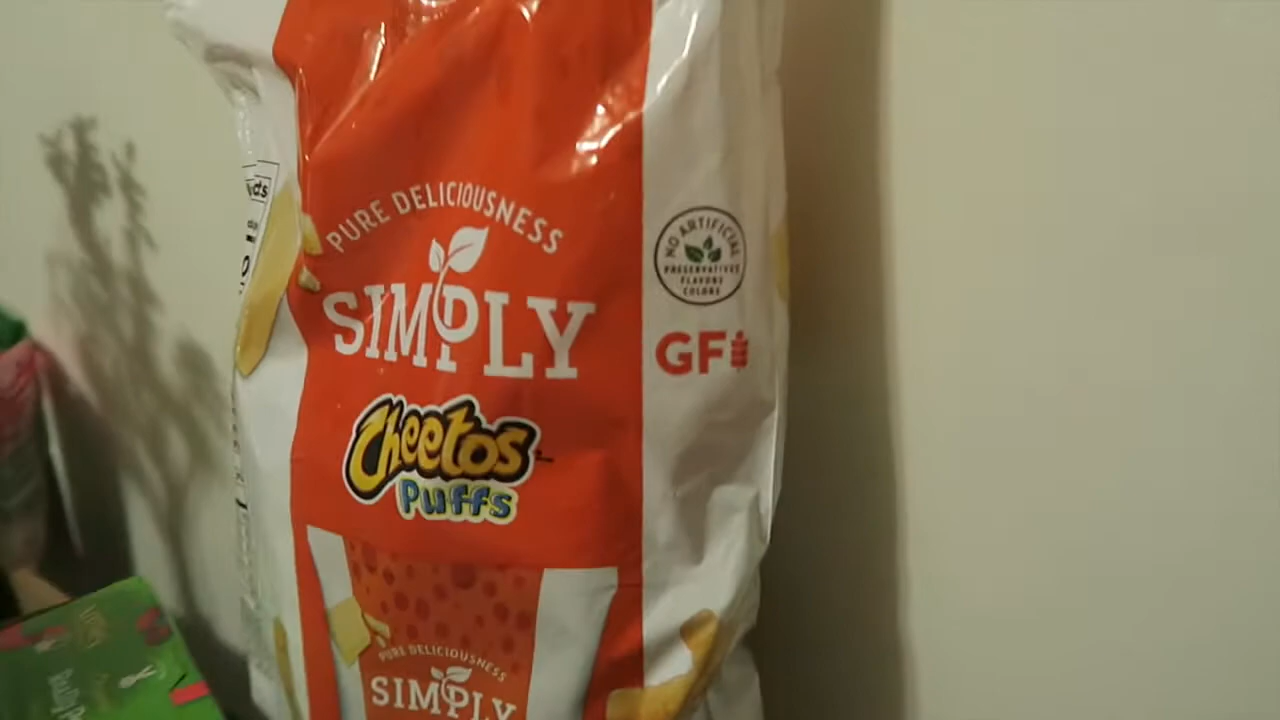 PURE DELICIOUSNESS
SIMPLY
Cheetos
Puffs
NO ARTIFICIAL
PRESERVATIVES
FLAVORS
COLORS
GF
PURE DELICIOUSNESS
SIMPLY